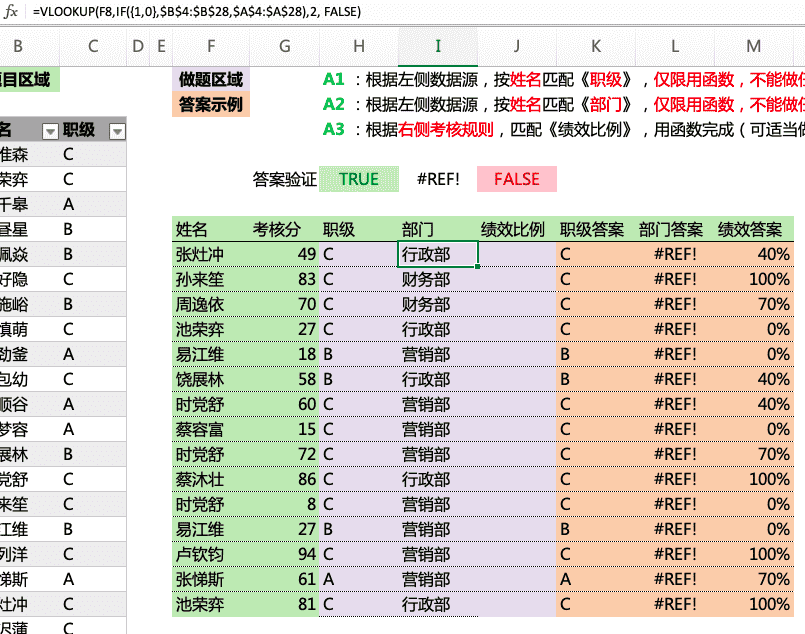 fx =VLOOKUP(F8,IF({1,0},$B$4:$B$28,$A$4:$A$28),2, FALSE)
B C D E F G H I J K L M
目区域 做题区域 A1 ：根据左侧数据源，按姓名匹配《职级》，仅限用函数，不能做
答案示例 A2 ：根据左侧数据源，按姓名匹配《部门》，仅限用函数，不能做
名 职级 A3 ：根据右侧考核规则，匹配《绩效比例》，用函数完成（可适当做
森 C
荣弈 C 答案验证 TRUE #REF! FALSE
千皋 A
星 B 姓名 考核分 职级 部门 绩效比例 职级答案 部门答案 绩效答案
焱 B 张灶冲 49 C 行政部 C #REF! 40%
好隐 C 孙来笙 83 C 财务部 C #REF! 100%
施峪 B 周逸依 70 C 财务部 C #REF! 70%
慎萌 C 池荣弈 27 C 行政部 C #REF! 0%
劲釜 A 易江维 18 B 营销部 B #REF! 0%
包幼 C 饶展林 58 B 行政部 B #REF! 40%
顺谷 A 时党舒 60 C 营销部 C #REF! 40%
梦容 A 蔡容富 15 C 营销部 C #REF! 0%
展林 B 时党舒 72 C 营销部 C #REF! 70%
党舒 C 蔡沐壮 86 C 行政部 C #REF! 100%
来笙 C 时党舒 8 C 营销部 C #REF! 0%
江维 B 易江维 27 B 营销部 B #REF! 0%
列洋 C 卢钦钧 94 C 营销部 C #REF! 100%
悌斯 A 张悌斯 61 A 营销部 A #REF! 70%
灶冲 C 池荣弈 81 C 行政部 C #REF! 100%
C